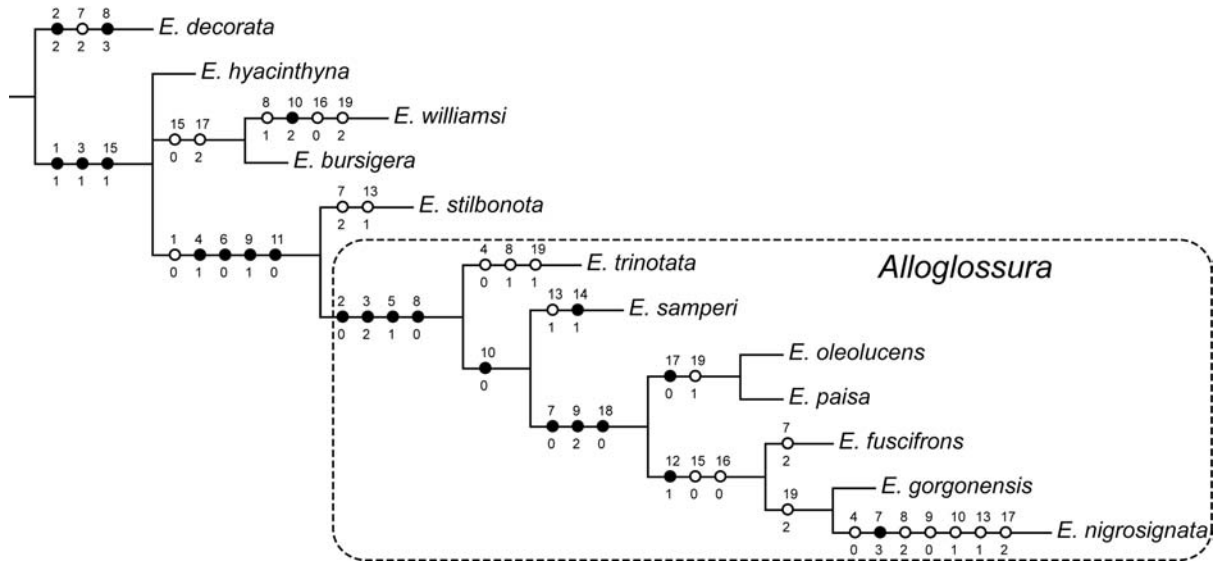 2 7 8
E. decorata
2 2 3
E. hyacinthyna
8 10 16 19
E. williamsi
1 2 0 2
15 17
0 2
E. bursigera
1 3 15
1 1 1
7 13
E. stilbonota
2 1
1 4 6 9 11
0 1 0 1 0
Alloglossura
4 8 19
E. trinotata
0 1 1
2 3 5 8
0 2 1 0
13 14
E. samperi
1 1
10
0
E. oleolucens
17 19
0 1
E. paisa
7 9 18
0 2 0
7
E. fuscifrons
2
12 15 16
1 0 0
E. gorgonensis
19
2
4 7 8 9 10 13 17
E. nigrosignata
0 3 2 0 1 1 2